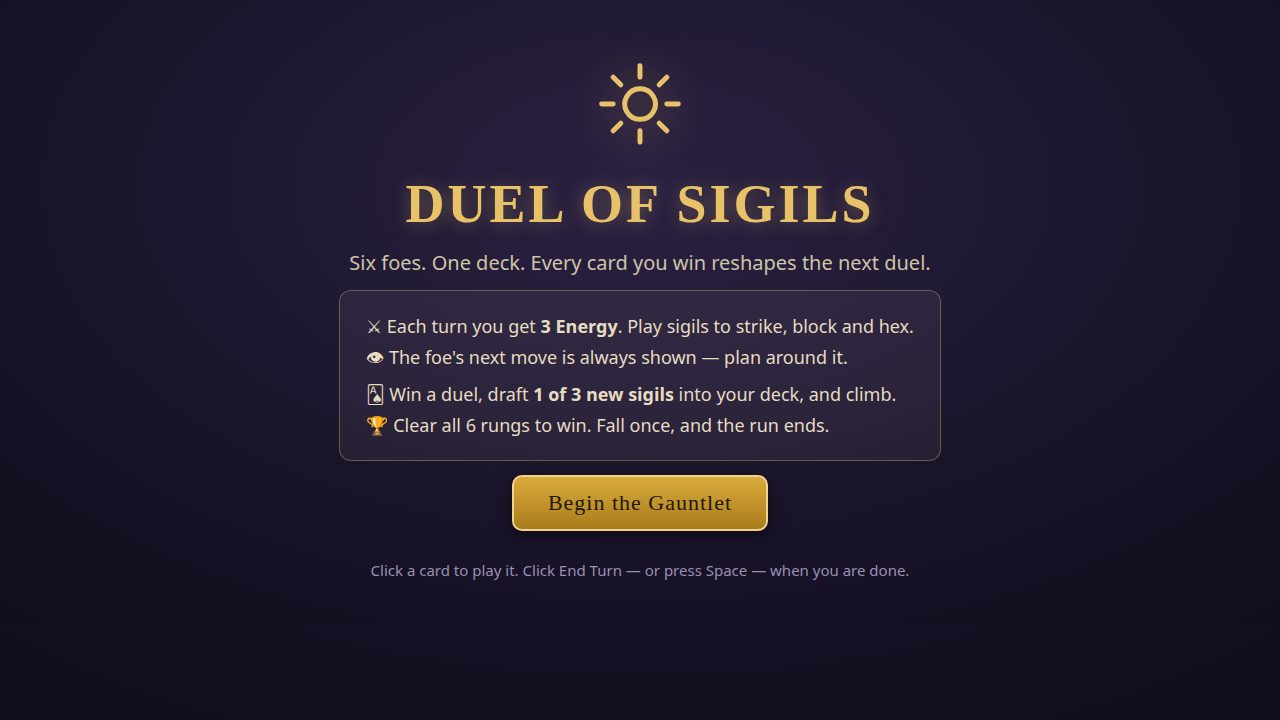 DUEL OF SIGILS
Six foes. One deck. Every card you win reshapes the next duel.
⚔ Each turn you get 3 Energy. Play sigils to strike, block and hex.
👁 The foe's next move is always shown — plan around it.
🂡 Win a duel, draft 1 of 3 new sigils into your deck, and climb.
🏆 Clear all 6 rungs to win. Fall once, and the run ends.
Begin the Gauntlet
Click a card to play it. Click End Turn — or press Space — when you are done.